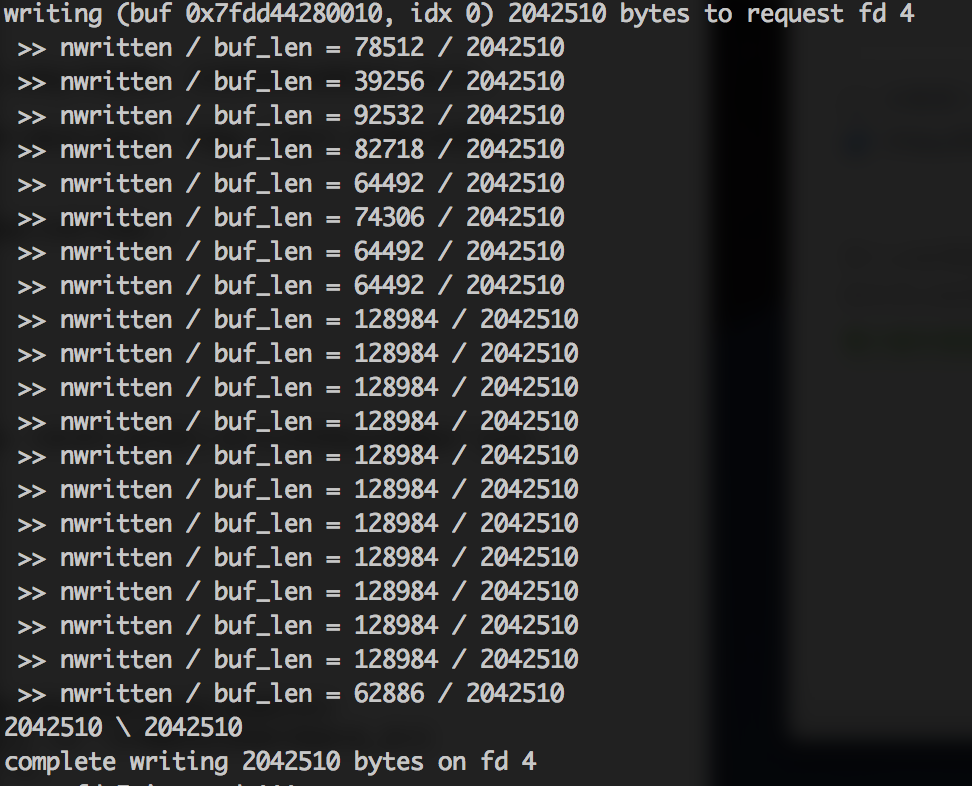 writing (buf 0x7fdd44280010, idx 0) 2042510 bytes to request fd 4
>> nwritten / buf_len = 78512 / 2042510
>> nwritten / buf_len = 39256 / 2042510
>> nwritten / buf_len = 92532 / 2042510
>> nwritten / buf_len = 82718 / 2042510
>> nwritten / buf_len = 64492 / 2042510
>> nwritten / buf_len = 74306 / 2042510
>> nwritten / buf_len = 64492 / 2042510
>> nwritten / buf_len = 64492 / 2042510
>> nwritten / buf_len = 128984 / 2042510
>> nwritten / buf_len = 128984 / 2042510
>> nwritten / buf_len = 128984 / 2042510
>> nwritten / buf_len = 128984 / 2042510
>> nwritten / buf_len = 128984 / 2042510
>> nwritten / buf_len = 128984 / 2042510
>> nwritten / buf_len = 128984 / 2042510
>> nwritten / buf_len = 128984 / 2042510
>> nwritten / buf_len = 128984 / 2042510
>> nwritten / buf_len = 128984 / 2042510
>> nwritten / buf_len = 128984 / 2042510
>> nwritten / buf_len = 62886 / 2042510
2042510 \ 2042510
complete writing 2042510 bytes on fd 4